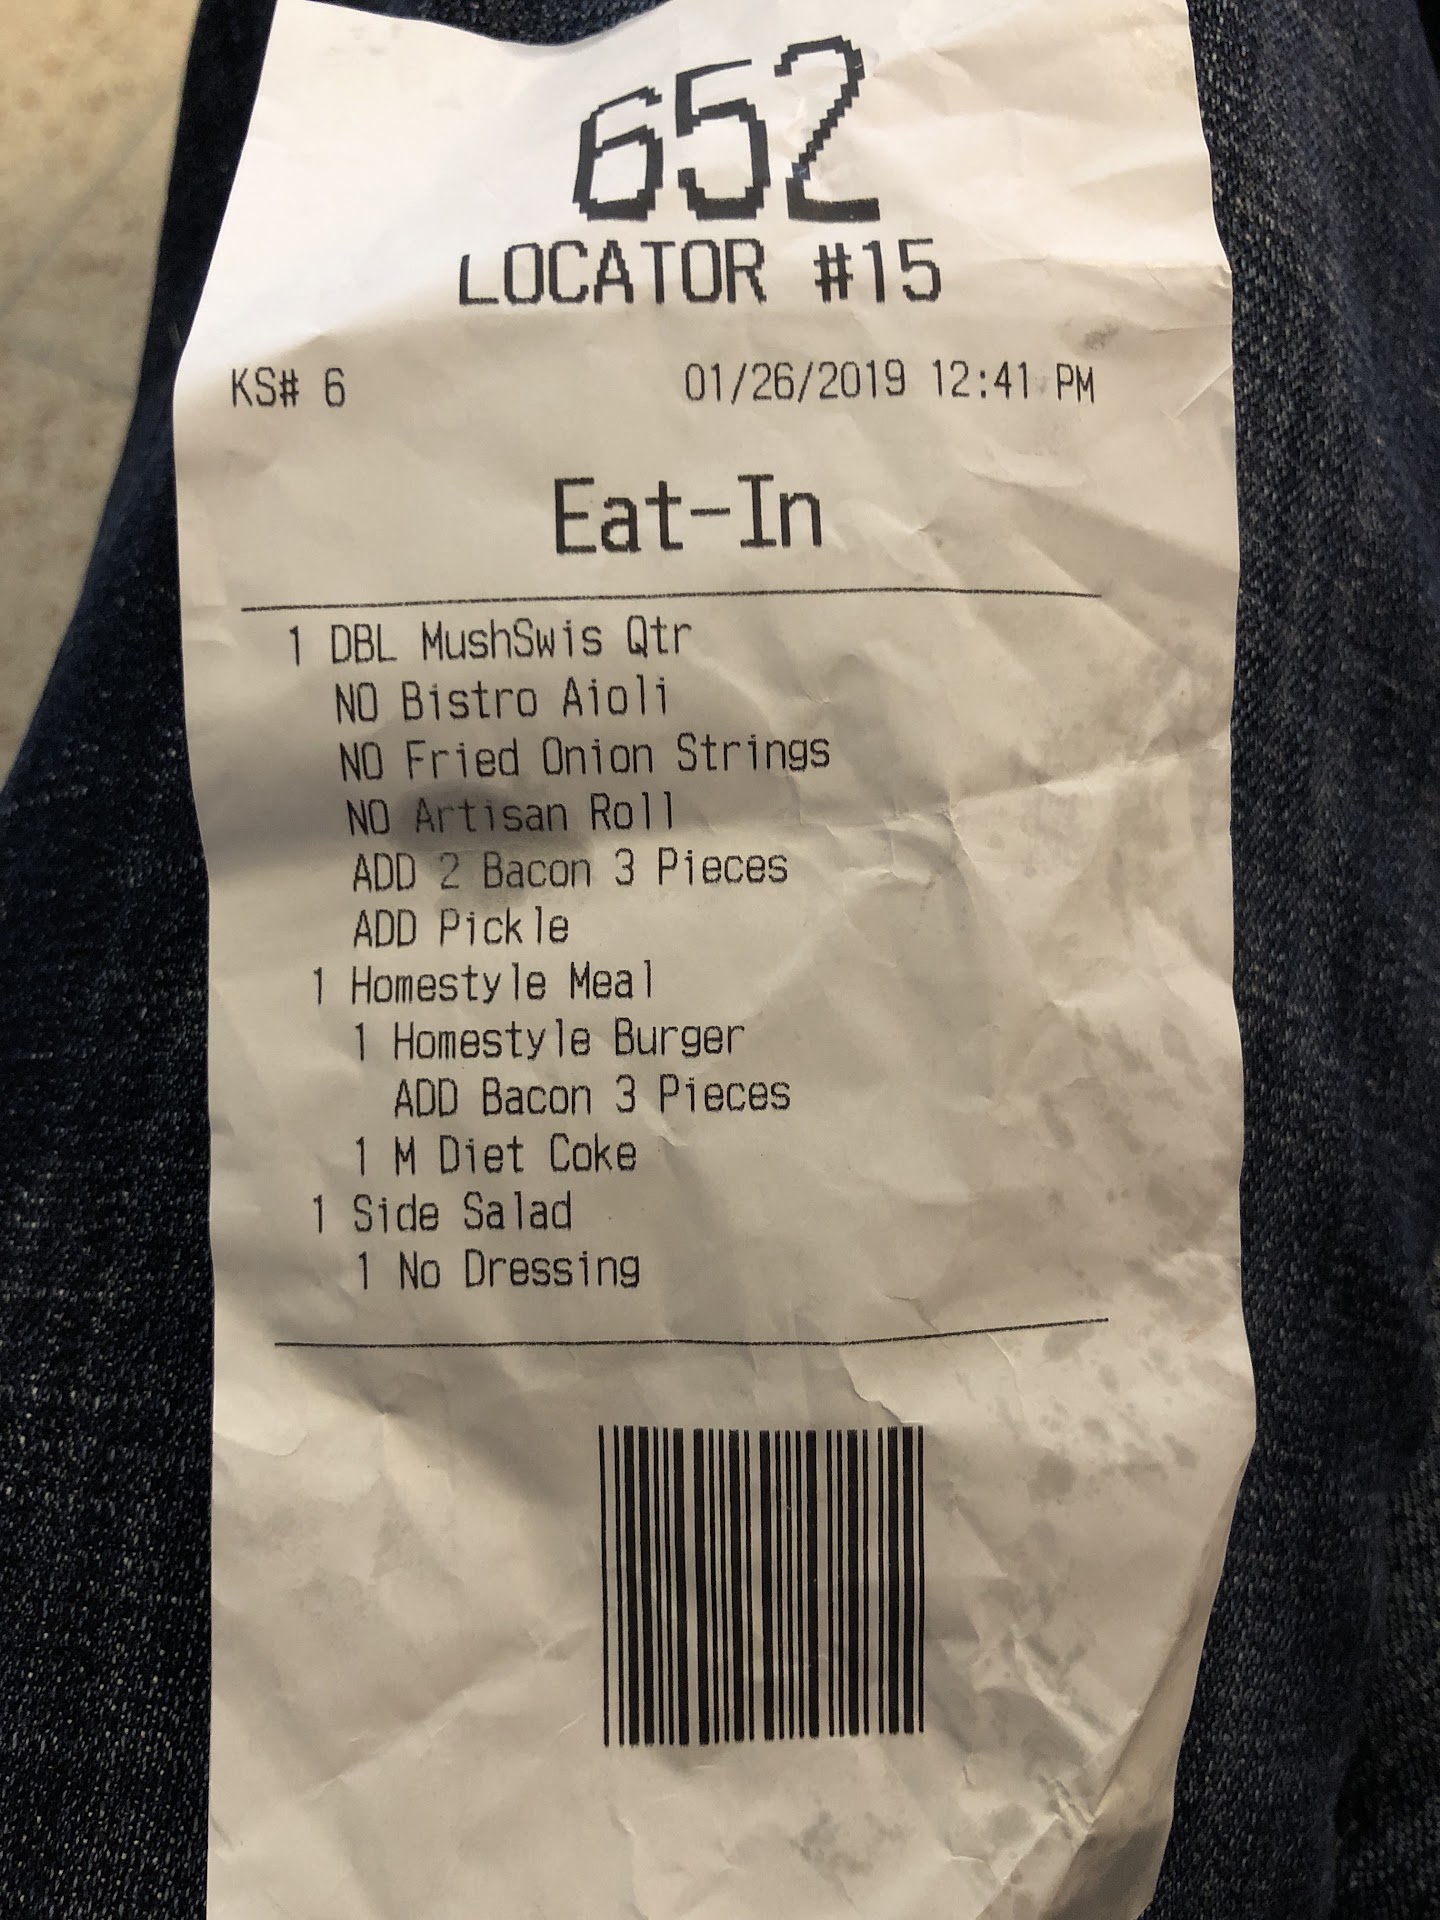 652
LOCATOR #15
KS# 6 01/26/2019 12:41 PM
Eat-In
1 DBL MushSwis Qtr
NO Bistro Aioli
NO Fried Onion Strings
NO Artisan Roll
ADD 2 Bacon 3 Pieces
ADD Pickle
1 Homestyle Meal
1 Homestyle Burger
ADD Bacon 3 Pieces
1 M Diet Coke
1 Side Salad
1 No Dressing